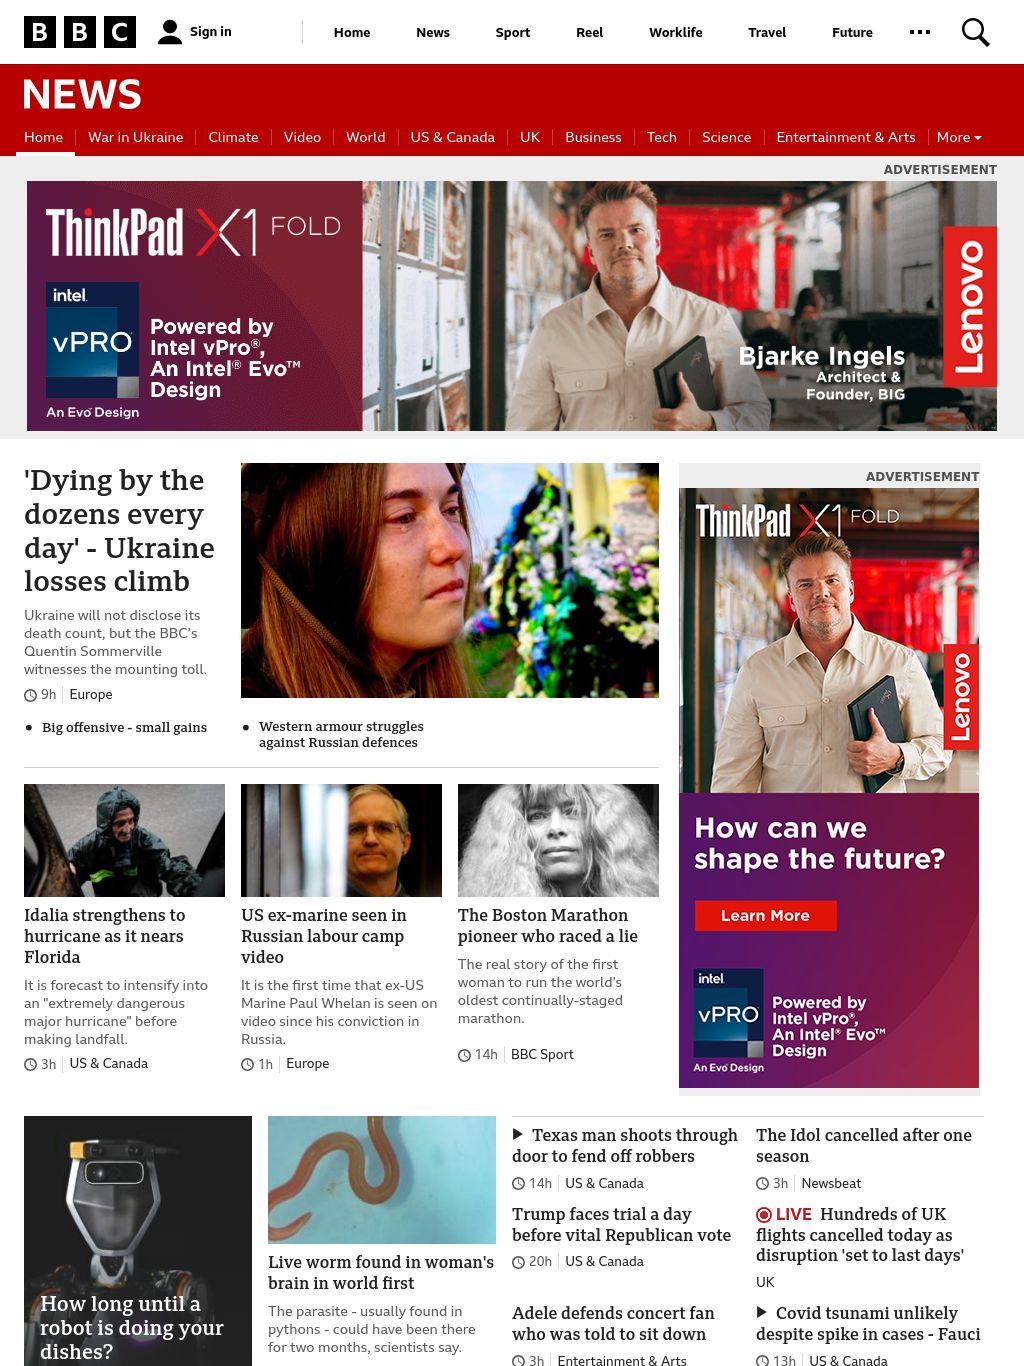 BBC
Sign in
Home
News
Sport
Reel
Worklife
Travel
Future
NEWS
Home
War in Ukraine
Climate
Video
World
US & Canada
UK
Business
Tech
Science
Entertainment & Arts
More
ADVERTISEMENT
ThinkPad X1 FOLD
intel.
vPRO
An Evo Design
Powered by
Intel vPro®,
An Intel® Evo™
Design
Bjarke Ingels
Architect &
Founder, BIG
Lenovo
'Dying by the
dozens every
day' - Ukraine
losses climb
Ukraine will not disclose its
death count, but the BBC’s
Quentin Sommerville
witnesses the mounting toll.
9h
Europe
Big offensive - small gains
Western armour struggles
against Russian defences
ADVERTISEMENT
ThinkPad X1 FOLD
Lenovo
How can we
shape the future?
Learn More
intel.
vPRO
An Evo Design
Powered by
Intel vPro®,
An Intel® Evo™
Design
Idalia strengthens to
hurricane as it nears
Florida
It is forecast to intensify into
an "extremely dangerous
major hurricane" before
making landfall.
3h
US & Canada
US ex-marine seen in
Russian labour camp
video
It is the first time that ex-US
Marine Paul Whelan is seen on
video since his conviction in
Russia.
1h
Europe
The Boston Marathon
pioneer who raced a lie
The real story of the first
woman to run the world's
oldest continually-staged
marathon.
14h
BBC Sport
How long until a
robot is doing your
dishes?
Live worm found in woman's
brain in world first
The parasite - usually found in
pythons - could have been there
for two months, scientists say.
Texas man shoots through
door to fend off robbers
14h
US & Canada
Trump faces trial a day
before vital Republican vote
20h
US & Canada
Adele defends concert fan
who was told to sit down
3h
Entertainment & Arts
The Idol cancelled after one
season
3h
Newsbeat
LIVE Hundreds of UK
flights cancelled today as
disruption 'set to last days'
UK
Covid tsunami unlikely
despite spike in cases - Fauci
13h
US & Canada